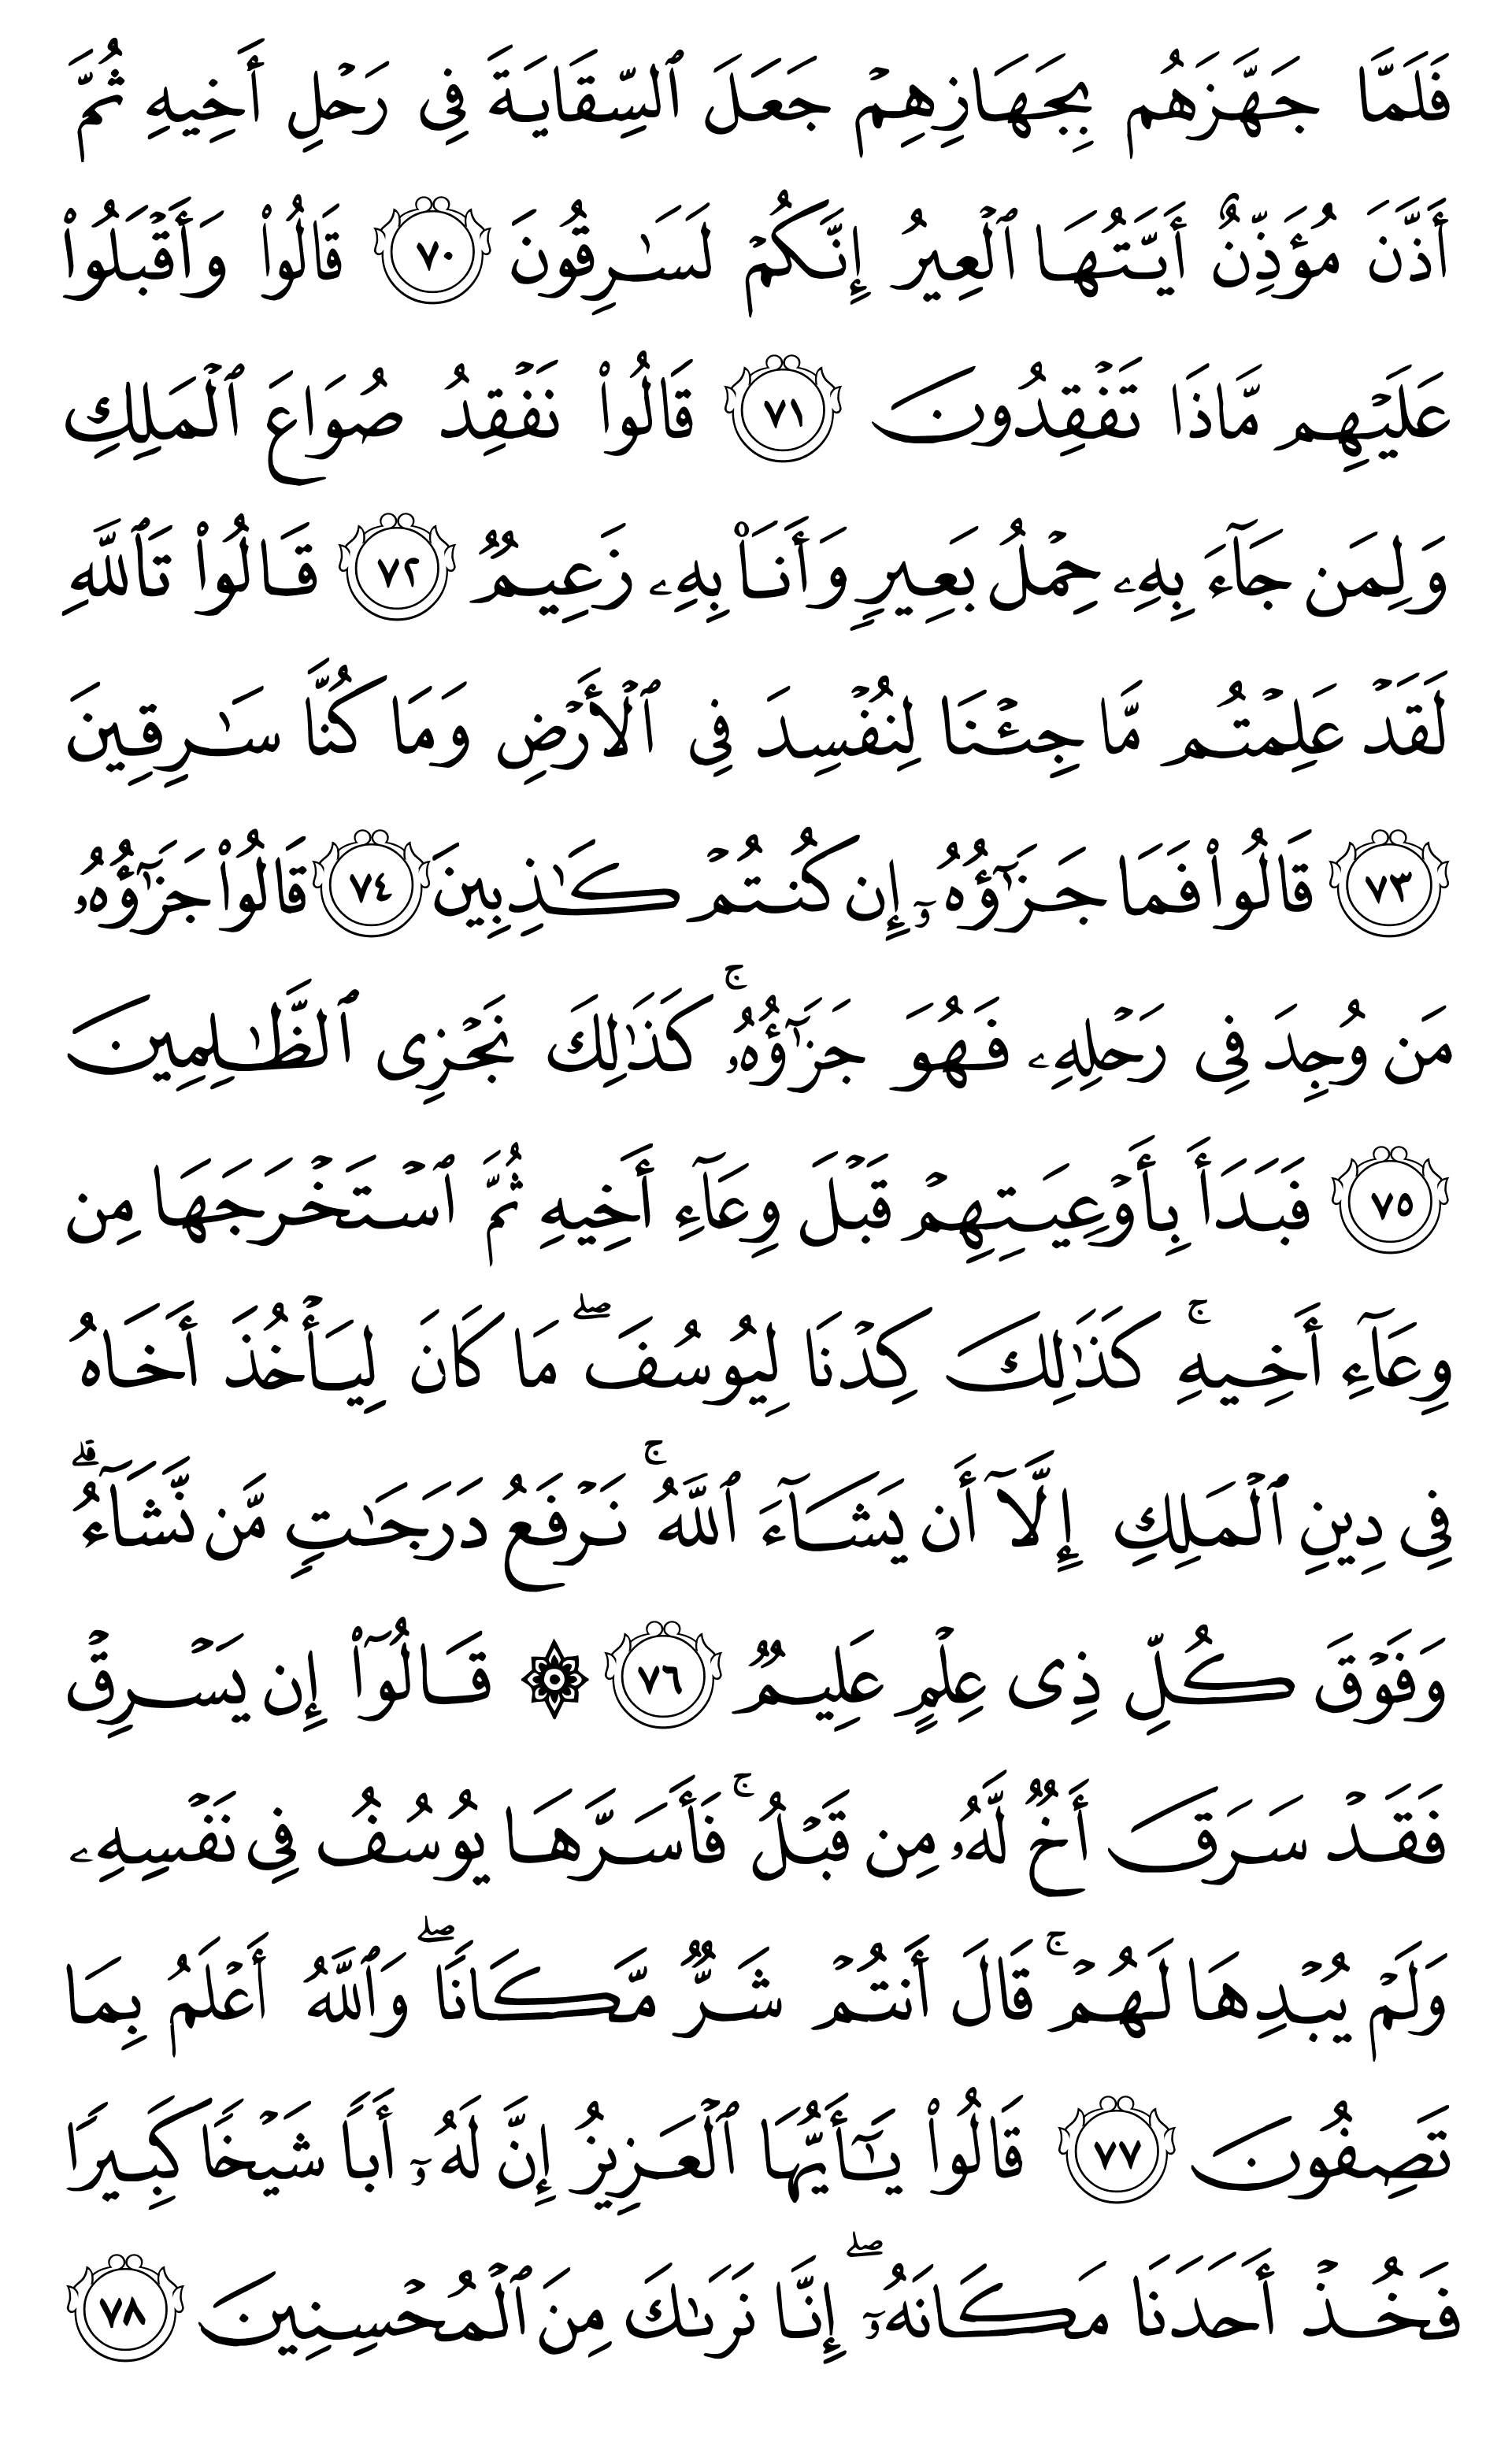 فَلَمَّا جَهَّزَهُم بِجَهَازِهِمۡ جَعَلَ ٱلسِّقَايَةَ فِي رَحۡلِ أَخِيهِ ثُمَّ
أَذَّنَ مُؤَذِّنٌ أَيَّتُهَا ٱلۡعِيرُ إِنَّكُمۡ لَسَٰرِقُونَ ٧٠ قَالُواْ وَأَقۡبَلُواْ
عَلَيۡهِم مَّاذَا تَفۡقِدُونَ ٧١ قَالُواْ نَفۡقِدُ صُوَاعَ ٱلۡمَلِكِ
وَلِمَن جَآءَ بِهِۦ حِمۡلُ بَعِيرٖ وَأَنَا۠ بِهِۦ زَعِيمٞ ٧٢ قَالُواْ تَٱللَّهِ
لَقَدۡ عَلِمۡتُم مَّا جِئۡنَا لِنُفۡسِدَ فِي ٱلۡأَرۡضِ وَمَا كُنَّا سَٰرِقِينَ
٧٣ قَالُواْ فَمَا جَزَٰٓؤُهُۥٓ إِن كُنتُمۡ كَٰذِبِينَ ٧٤ قَالُواْ جَزَٰٓؤُهُۥ
مَن وُجِدَ فِي رَحۡلِهِۦ فَهُوَ جَزَٰٓؤُهُۥۚ كَذَٰلِكَ نَجۡزِي ٱلظَّٰلِمِينَ
٧٥ فَبَدَأَ بِأَوۡعِيَتِهِمۡ قَبۡلَ وِعَآءِ أَخِيهِ ثُمَّ ٱسۡتَخۡرَجَهَا مِن
وِعَآءِ أَخِيهِۚ كَذَٰلِكَ كِدۡنَا لِيُوسُفَۖ مَا كَانَ لِيَأۡخُذَ أَخَاهُ
فِي دِينِ ٱلۡمَلِكِ إِلَّآ أَن يَشَآءَ ٱللَّهُۚ نَرۡفَعُ دَرَجَٰتٖ مَّن نَّشَآءُۗ
وَفَوۡقَ كُلِّ ذِي عِلۡمٍ عَلِيمٞ ٧٦ ۞ قَالُوٓاْ إِن يَسۡرِقۡ
فَقَدۡ سَرَقَ أَخٞ لَّهُۥ مِن قَبۡلُۚ فَأَسَرَّهَا يُوسُفُ فِي نَفۡسِهِۦ
وَلَمۡ يُبۡدِهَا لَهُمۡۚ قَالَ أَنتُمۡ شَرّٞ مَّكَانٗاۖ وَٱللَّهُ أَعۡلَمُ بِمَا
تَصِفُونَ ٧٧ قَالُواْ يَٰٓأَيُّهَا ٱلۡعَزِيزُ إِنَّ لَهُۥٓ أَبٗا شَيۡخٗا كَبِيرٗا
فَخُذۡ أَحَدَنَا مَكَانَهُۥٓۖ إِنَّا نَرَىٰكَ مِنَ ٱلۡمُحۡسِنِينَ ٧٨